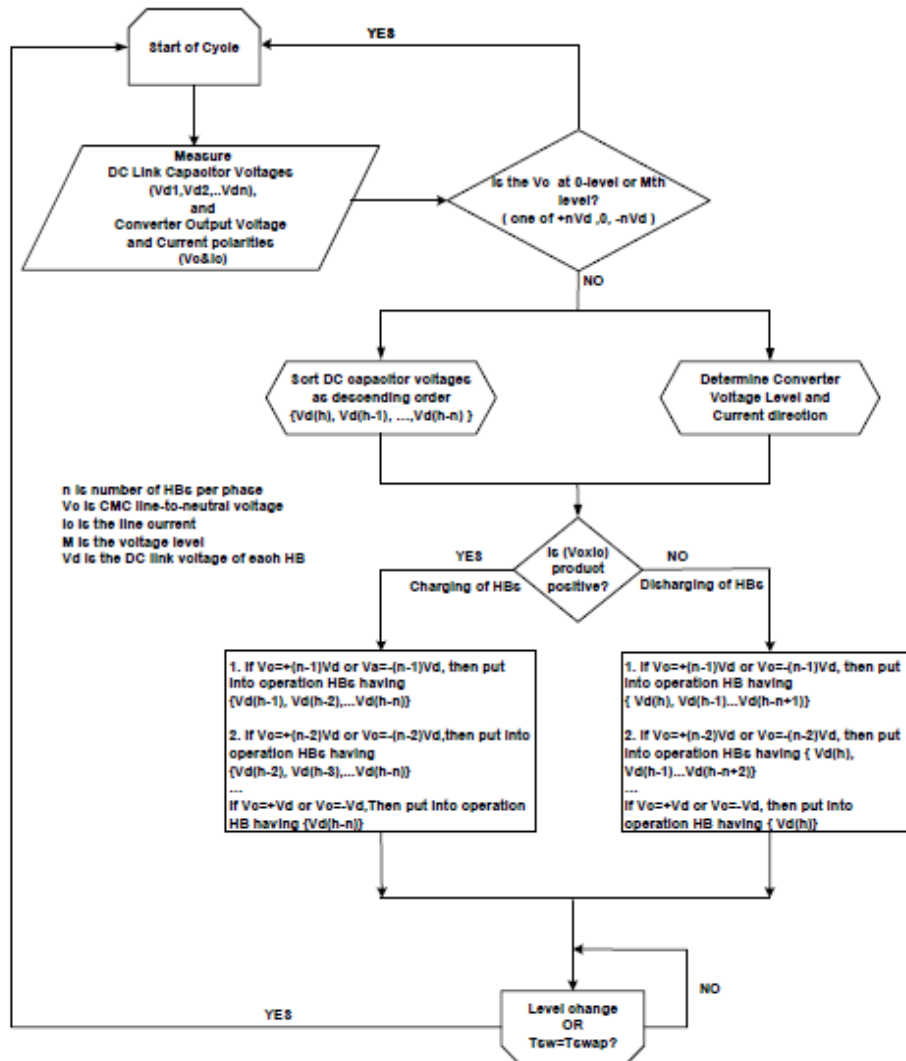 YES
Start of Cycle
Measure
DC Link Capacitor Voltages
(Vd1,Vd2,..Vdn),
and
Converter Output Voltage
and Current polarities
(Vo&Io)
Is the Vo at 0-level or Mth
level?
( one of +nVd ,0, -nVd )
NO
Sort DC capacitor voltages
as descending order
{Vd(h), Vd(h-1), ...,Vd(h-n) }
Determine Converter
Voltage Level and
Current direction
n is number of HBs per phase
Vo is CMC line-to-neutral voltage
Io is the line current
M is the voltage level
Vd is the DC link voltage of each HB
YES
Charging of HBs
Is (VoxIo)
product
positive?
NO
Disharging of HBs
1. If Vo=+(n-1)Vd or Va=-(n-1)Vd, then put
into operation HBs having
{Vd(h-1), Vd(h-2),...Vd(h-n)}
2. If Vo=+(n-2)Vd or Vo=-(n-2)Vd,then put into
operation HBs having
{Vd(h-2), Vd(h-3),...Vd(h-n)}
...
If Vo=+Vd or Vo=-Vd,Then put into operation
HB having {Vd(h-n)}
1. If Vo=+(n-1)Vd or Vo=-(n-1)Vd, then put
into operation HB having
{ Vd(h), Vd(h-1)...Vd(h-n+1)}
2. If Vo=+(n-2)Vd or Vo=-(n-2)Vd, then put
into operation HBs having { Vd(h),
Vd(h-1)...Vd(h-n+2)}
...
If Vo=+Vd or Vo=-Vd, then put into
operation HB having { Vd(h)}
NO
YES
Level change
OR
Tsw=Tswap?